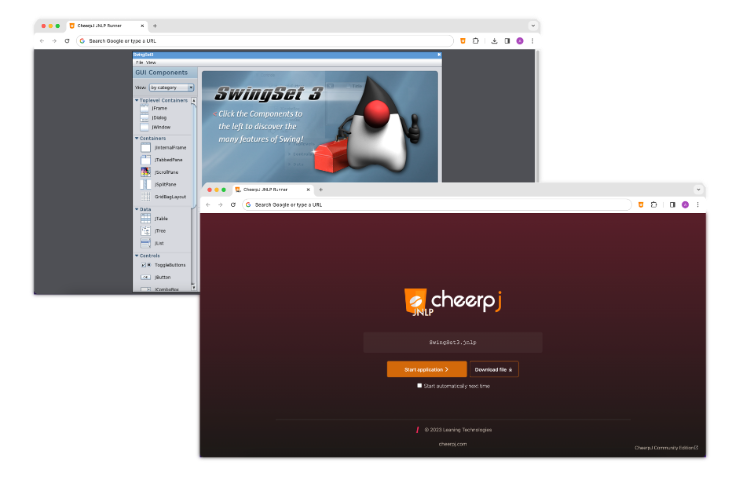 CheerpJ JNLP Runner
Search Google or type a URL
SwingSet3
File View
GUI Components
View: by category
Toplevel Containers
JFrame
JDialog
JWindow
Containers
JInternalFrame
JTabbedPane
JScrollPane
JSplitPane
GridBagLayout
Data
JTable
JTree
JList
Controls
ToggleButtons
JButton
JComboBox
SwingSet 3
Click the Components to
the left to discover the
many features of Swing!
CheerpJ JNLP Runner
Search Google or type a URL
cheerpj
JNLP
SwingSet3.jnlp
Start application
Download file
Start automatically next time
© 2023 Leaning Technologies
cheerpj.com
CheerpJ Community Edition